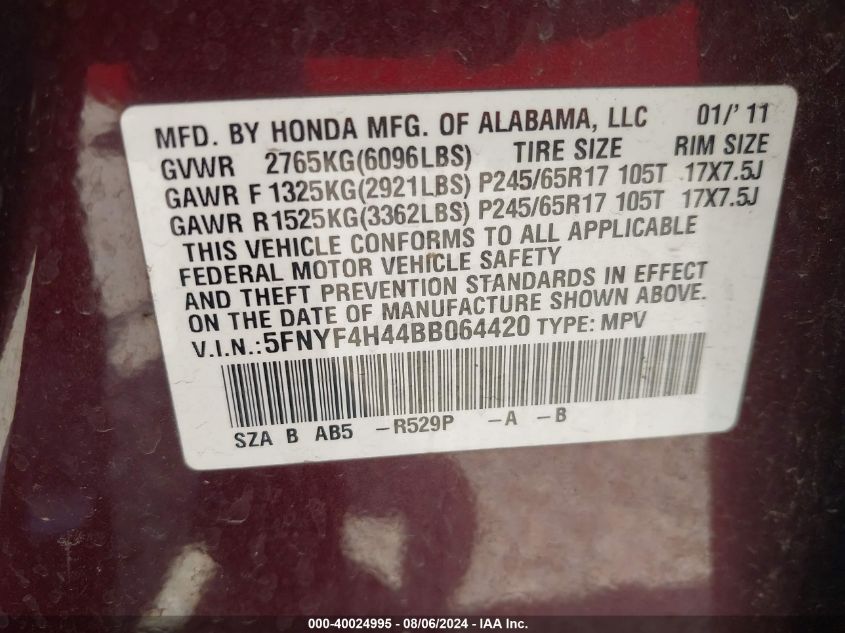 MFD. BY HONDA MFG. OF ALABAMA, LLC 01/' 11
GVWR 2765KG(6096LBS) TIRE SIZE RIM SIZE
GAWR F 1325KG(2921LBS) P245/65R17 105T 17X7.5J
GAWR R1525KG(3362LBS) P245/65R17 105T 17X7.5J
THIS VEHICLE CONFORMS TO ALL APPLICABLE
FEDERAL MOTOR VEHICLE SAFETY
AND THEFT PREVENTION STANDARDS IN EFFECT
ON THE DATE OF MANUFACTURE SHOWN ABOVE.
V.I.N.:5FNYF4H44BB064420 TYPE: MPV
SZA B AB5 -R529P -A -B
000-40024995 - 08/06/2024 - IAA Inc.